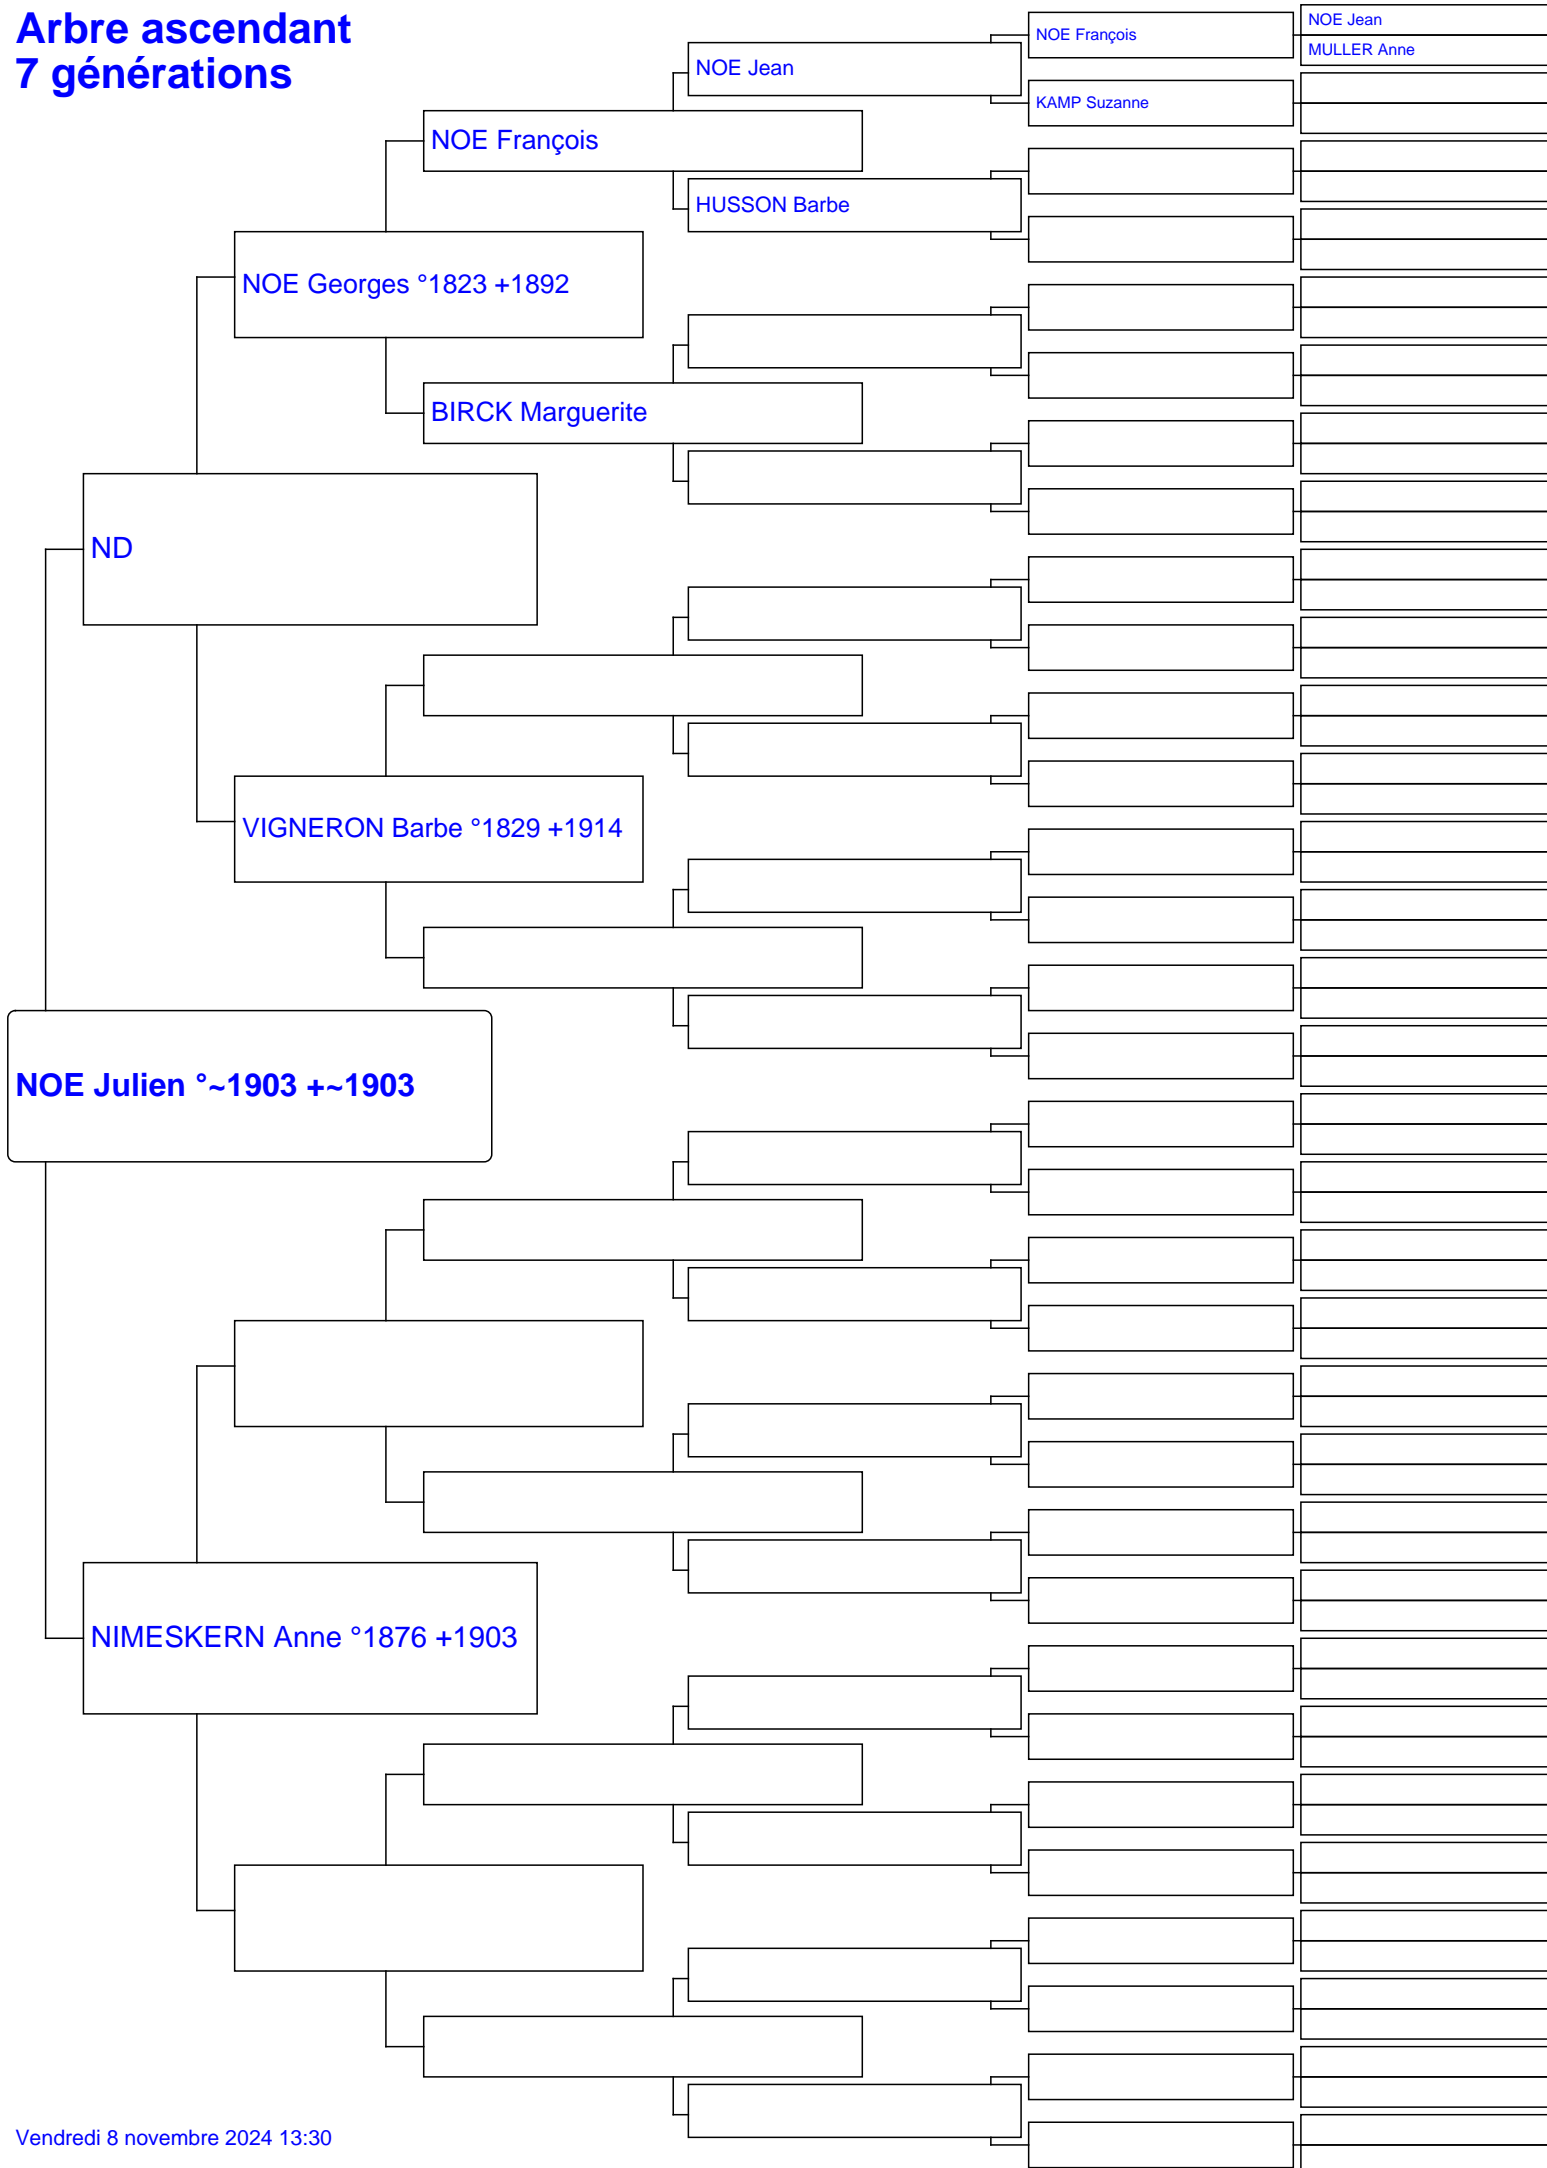 Arbre ascendant
7 générations
NOE Jean
MULLER Anne
NOE François
KAMP Suzanne
NOE Jean
HUSSON Barbe
NOE François
BIRCK Marguerite
NOE Georges °1823 +1892
VIGNERON Barbe °1829 +1914
ND
NOE Julien °~1903 +~1903
NIMESKERN Anne °1876 +1903
Vendredi 8 novembre 2024 13:30